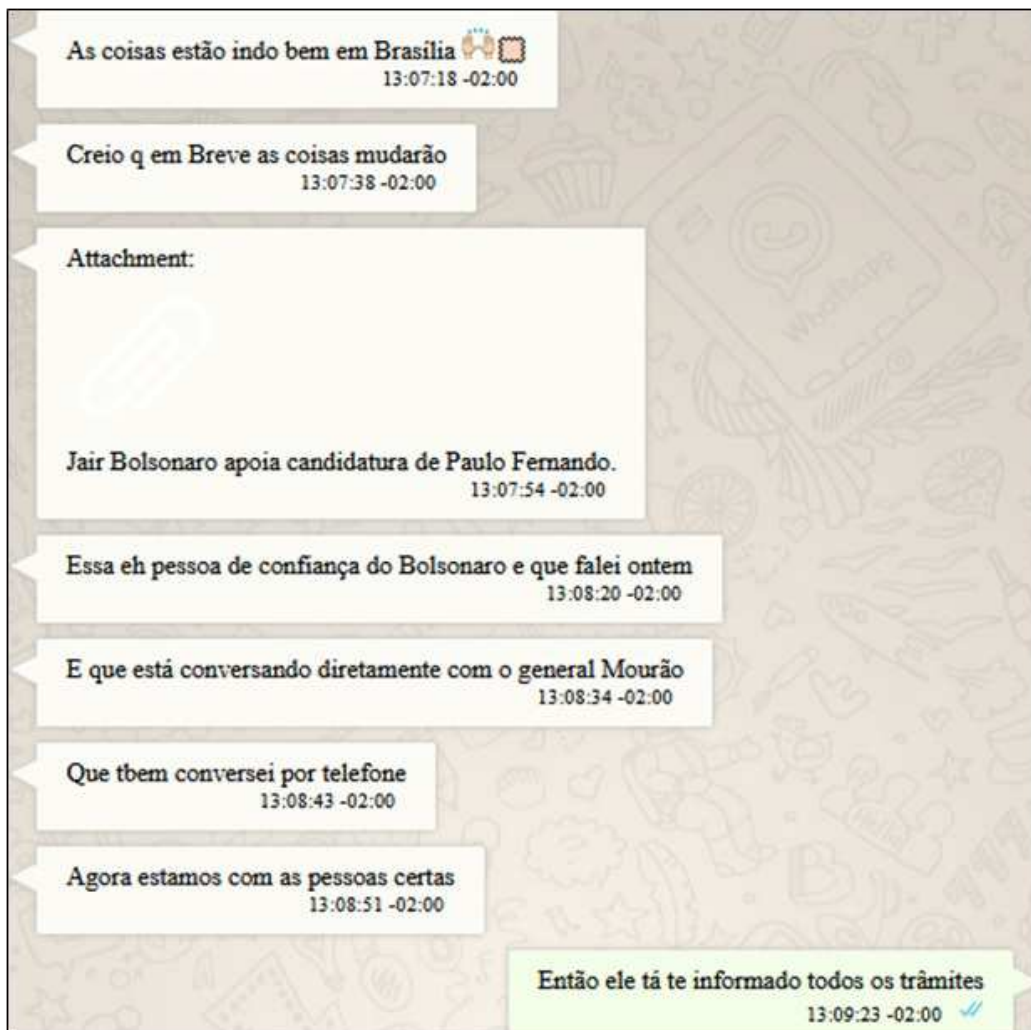 As coisas estão indo bem em Brasília 🙌🏼
13:07:18 -02:00
Creio q em Breve as coisas mudarão
13:07:38 -02:00
Attachment:
Jair Bolsonaro apoia candidatura de Paulo Fernando.
13:07:54 -02:00
Essa eh pessoa de confiança do Bolsonaro e que falei ontem
13:08:20 -02:00
E que está conversando diretamente com o general Mourão
13:08:34 -02:00
Que tbem conversei por telefone
13:08:43 -02:00
Agora estamos com as pessoas certas
13:08:51 -02:00
Então ele tá te informado todos os trâmites
13:09:23 -02:00
WhatsApp